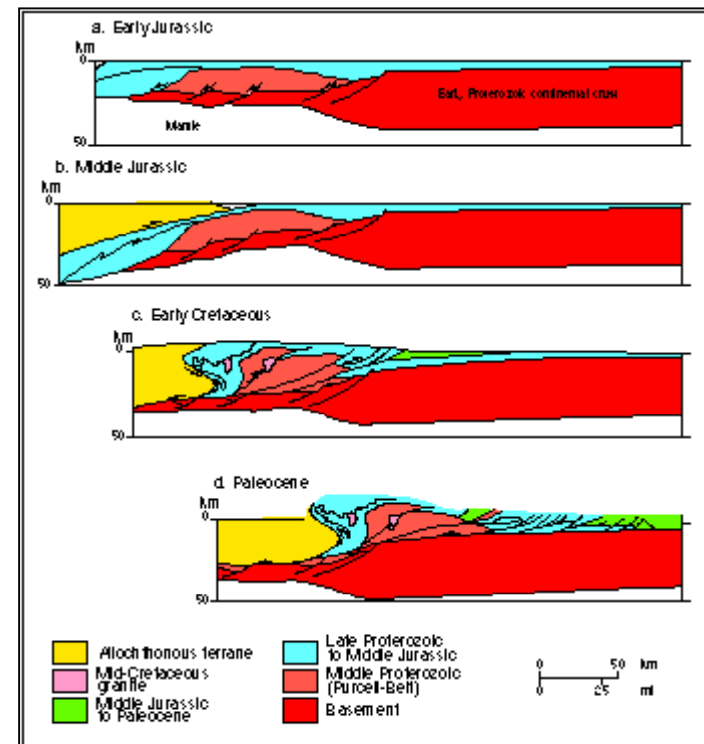 a. Early Jurassic
km
0
Early Proterozoic continental crust
Mantle
50
b. Middle Jurassic
km
0
50
c. Early Cretaceous
km
0
50
d. Paleocene
km
0
50
Allochthonous terrane
Mid-Cretaceous
granite
Middle Jurassic
to Paleocene
Late Proterozoic
to Middle Jurassic
Middle Proterozoic
(Purcell-Belt)
Basement
0 50 km
0 25 mi